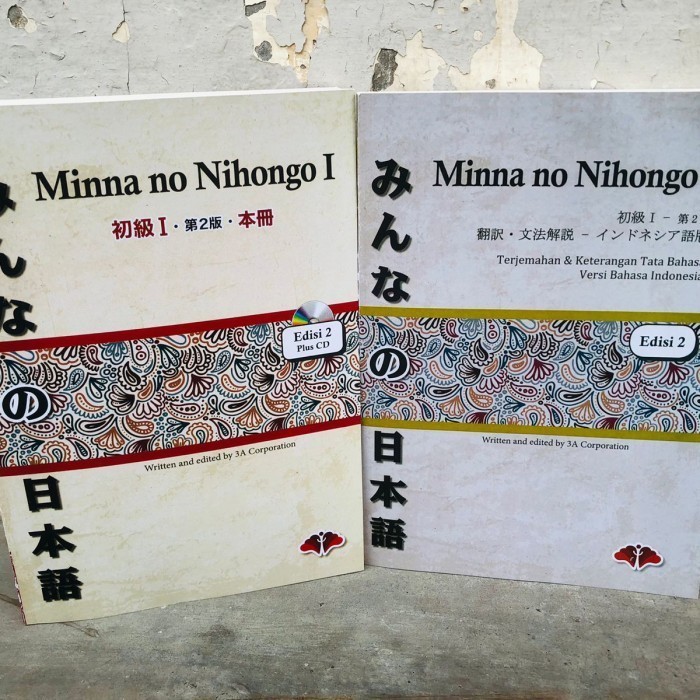 みんなの日本語
Minna no Nihongo I
初級 I・第2版・本冊
Edisi 2
Plus CD
Written and edited by 3A Corporation
みんなの日本語
Minna no Nihongo
初級 I － 第2
翻訳・文法解説 － インドネシア語版
Terjemahan & Keterangan Tata Bahasa
Versi Bahasa Indonesia
Edisi 2
Written and edited by 3A Corporation